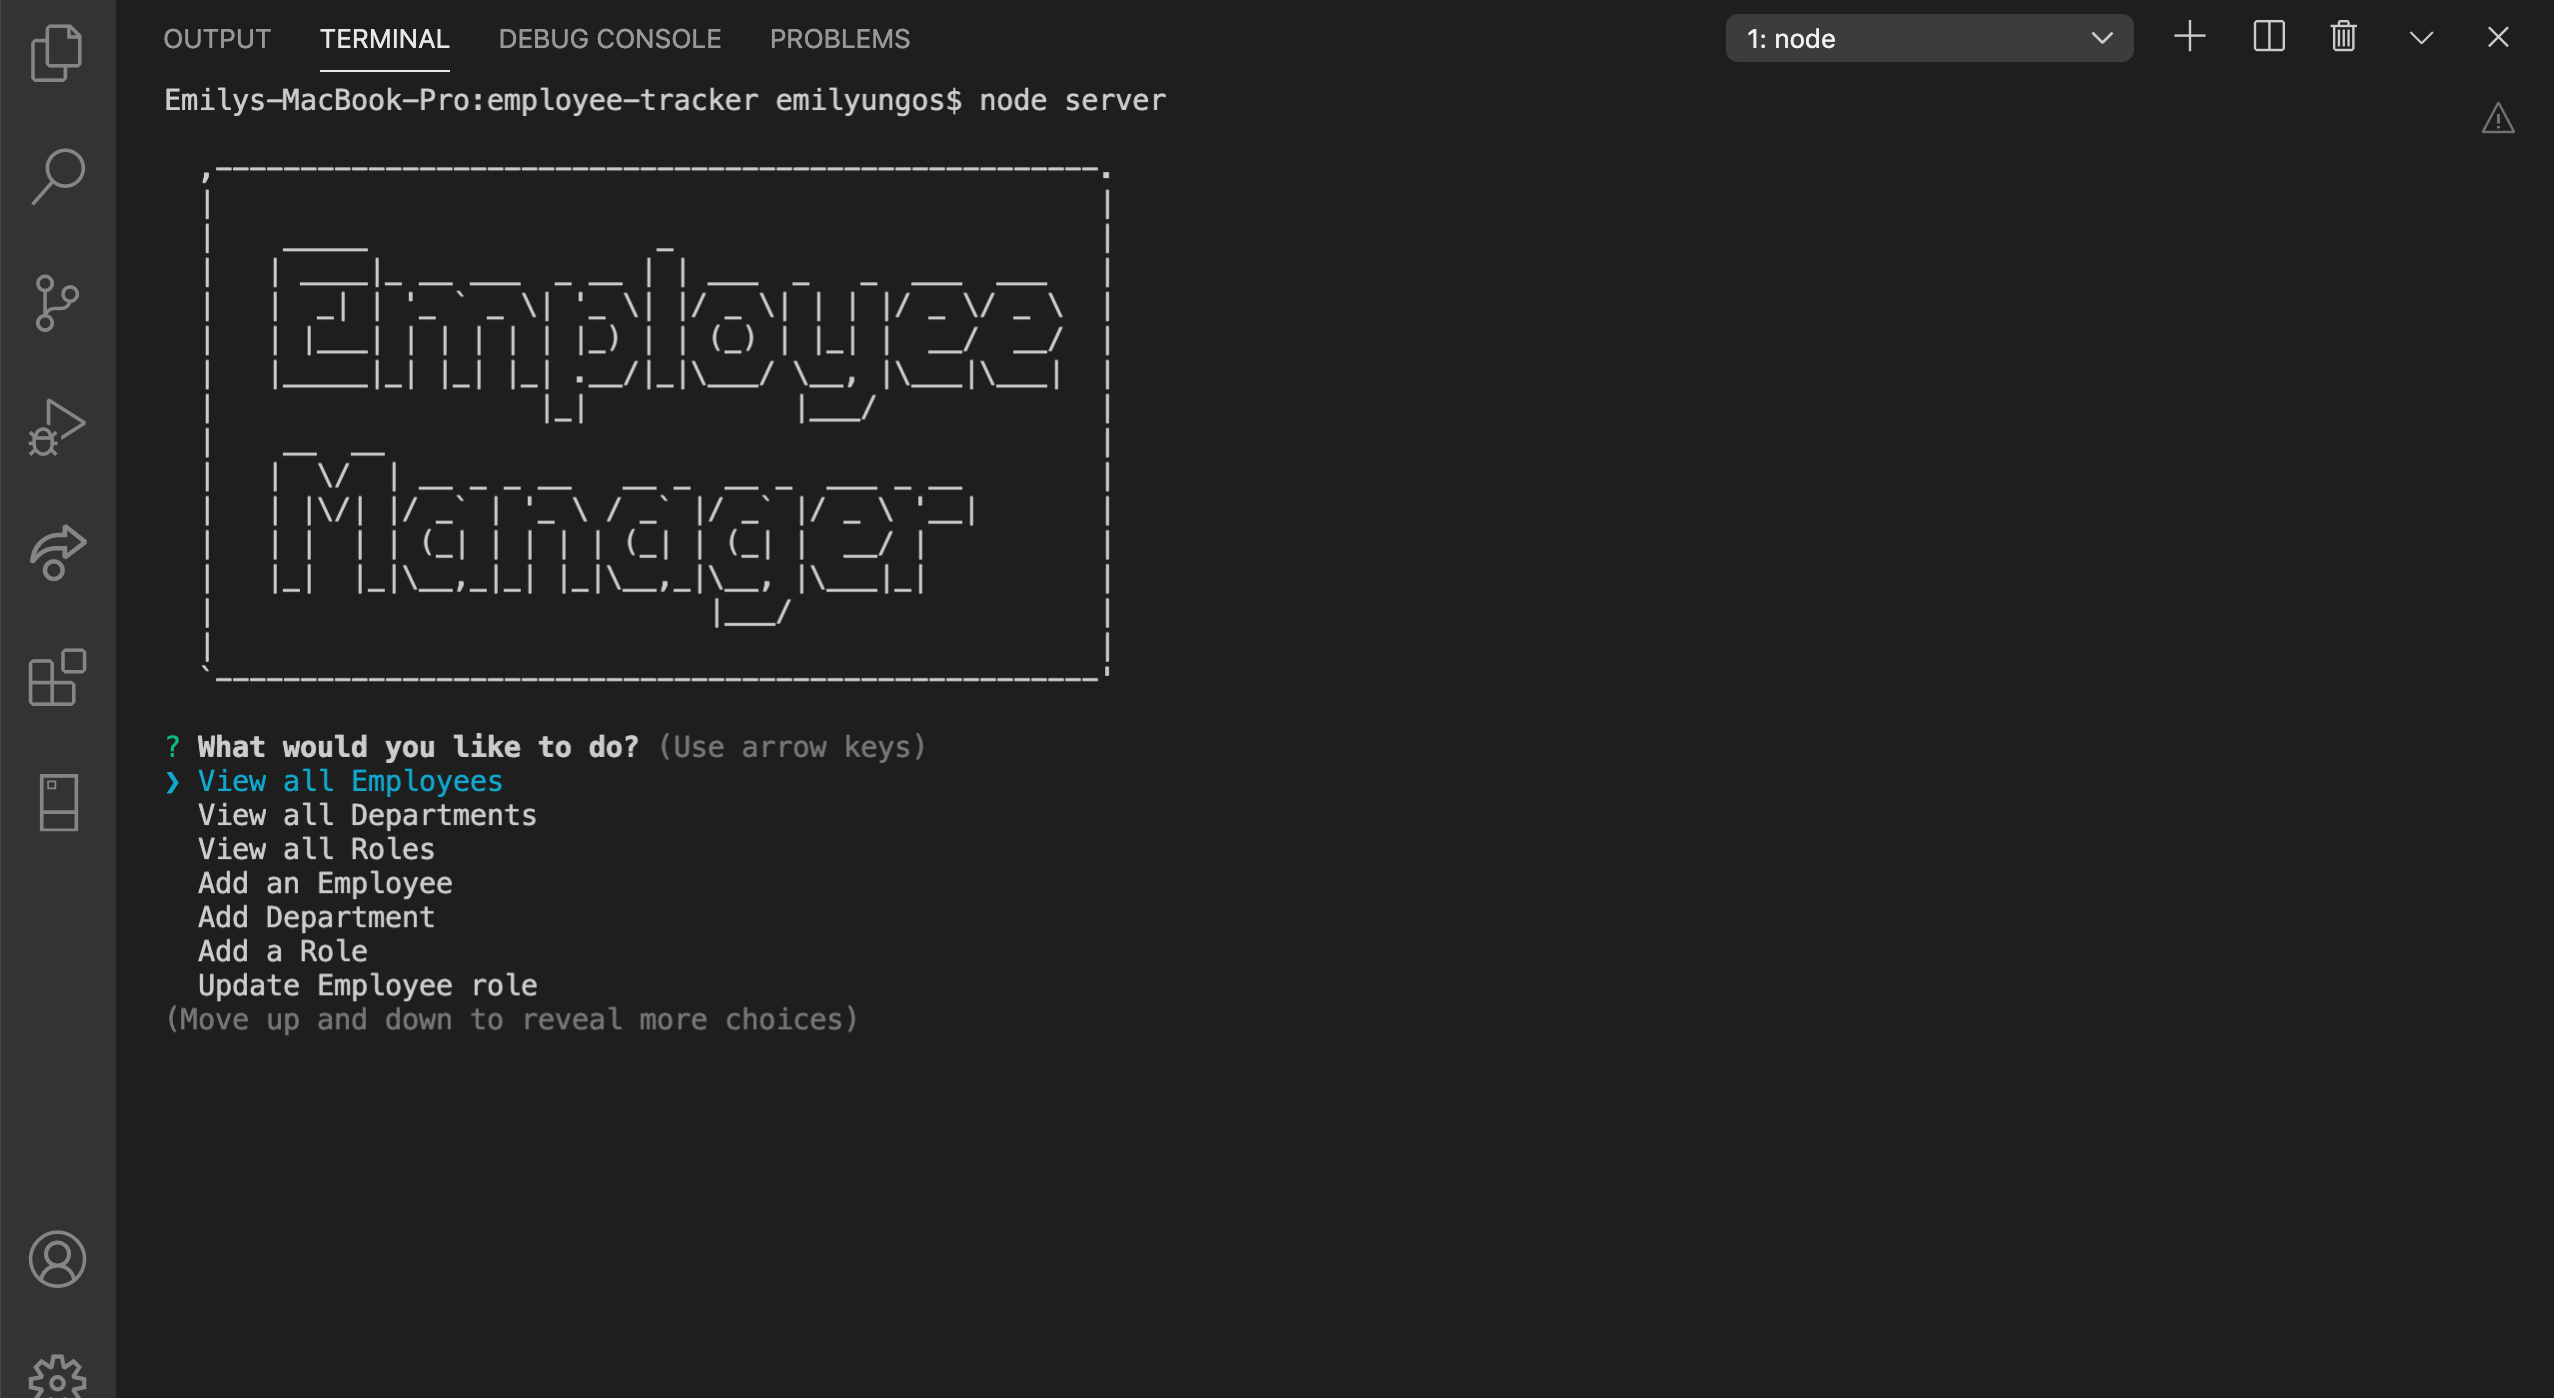 OUTPUT TERMINAL DEBUG CONSOLE PROBLEMS 1: node
Emilys-MacBook-Pro:employee-tracker emilyungos$ node server
Employee
Manager
? What would you like to do? (Use arrow keys)
❯ View all Employees
View all Departments
View all Roles
Add an Employee
Add Department
Add a Role
Update Employee role
(Move up and down to reveal more choices)